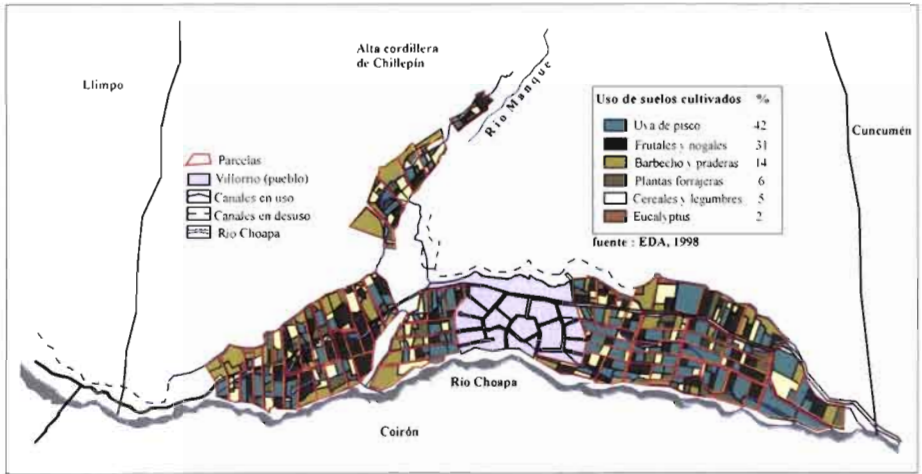 Alta cordillera
de Chillepín
Llimpo
Río Manque
Cuncumén
Uso de suelos cultivados %
Uva de pisco 42
Frutales y nogales 31
Barbecho y praderas 14
Plantas forrajeras 6
Cereales y legumbres 5
Eucalyptus 2
fuente : EDA, 1998
Parcelas
Villorrio (pueblo)
Canales en uso
Canales en desuso
Río Choapa
Río Choapa
Coirón